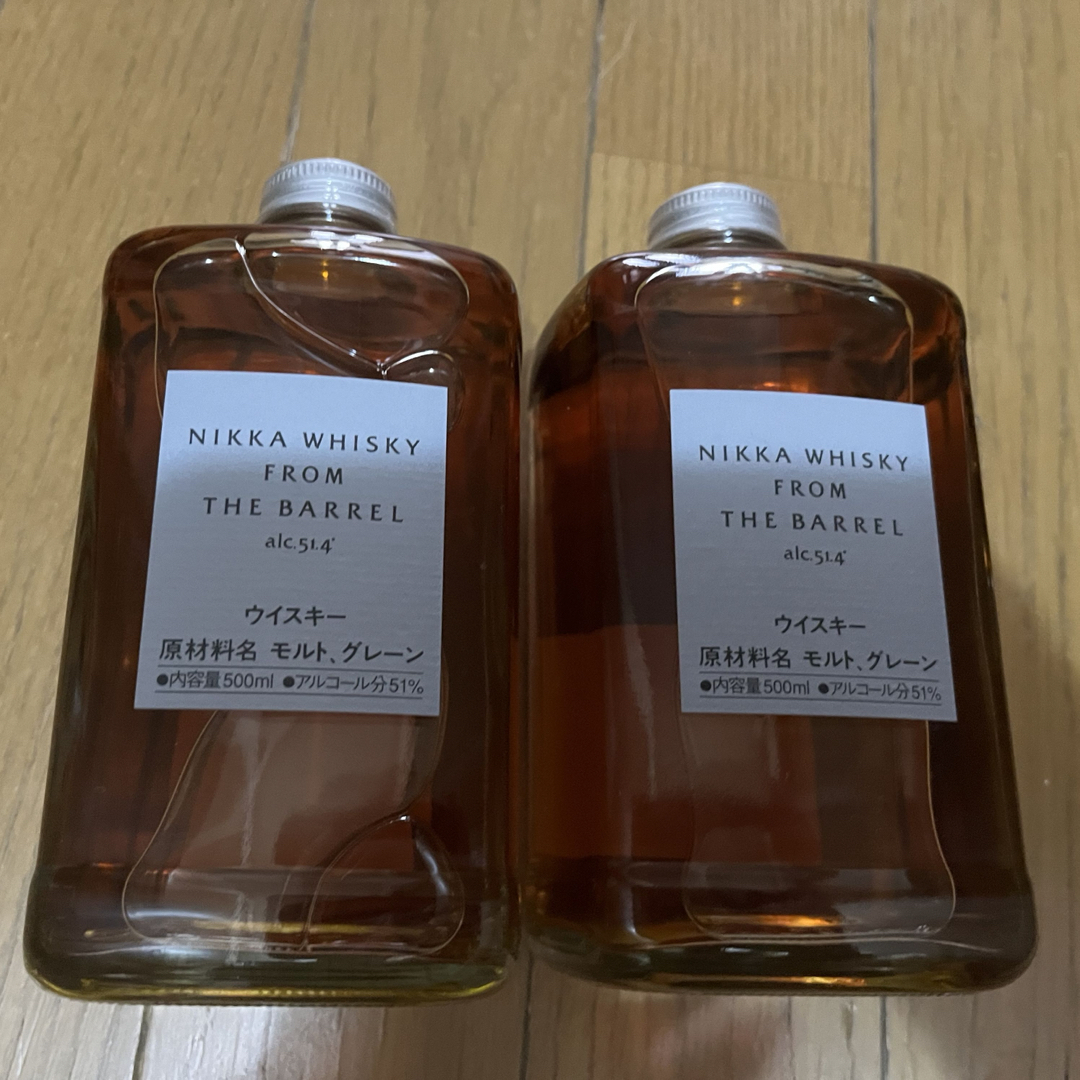 NIKKA WHISKY
FROM
THE BARREL
alc.51.4°
ウイスキー
原材料名 モルト、グレーン
●内容量500ml ●アルコール分51%
NIKKA WHISKY
FROM
THE BARREL
alc.51.4°
ウイスキー
原材料名 モルト、グレーン
●内容量500ml ●アルコール分51%